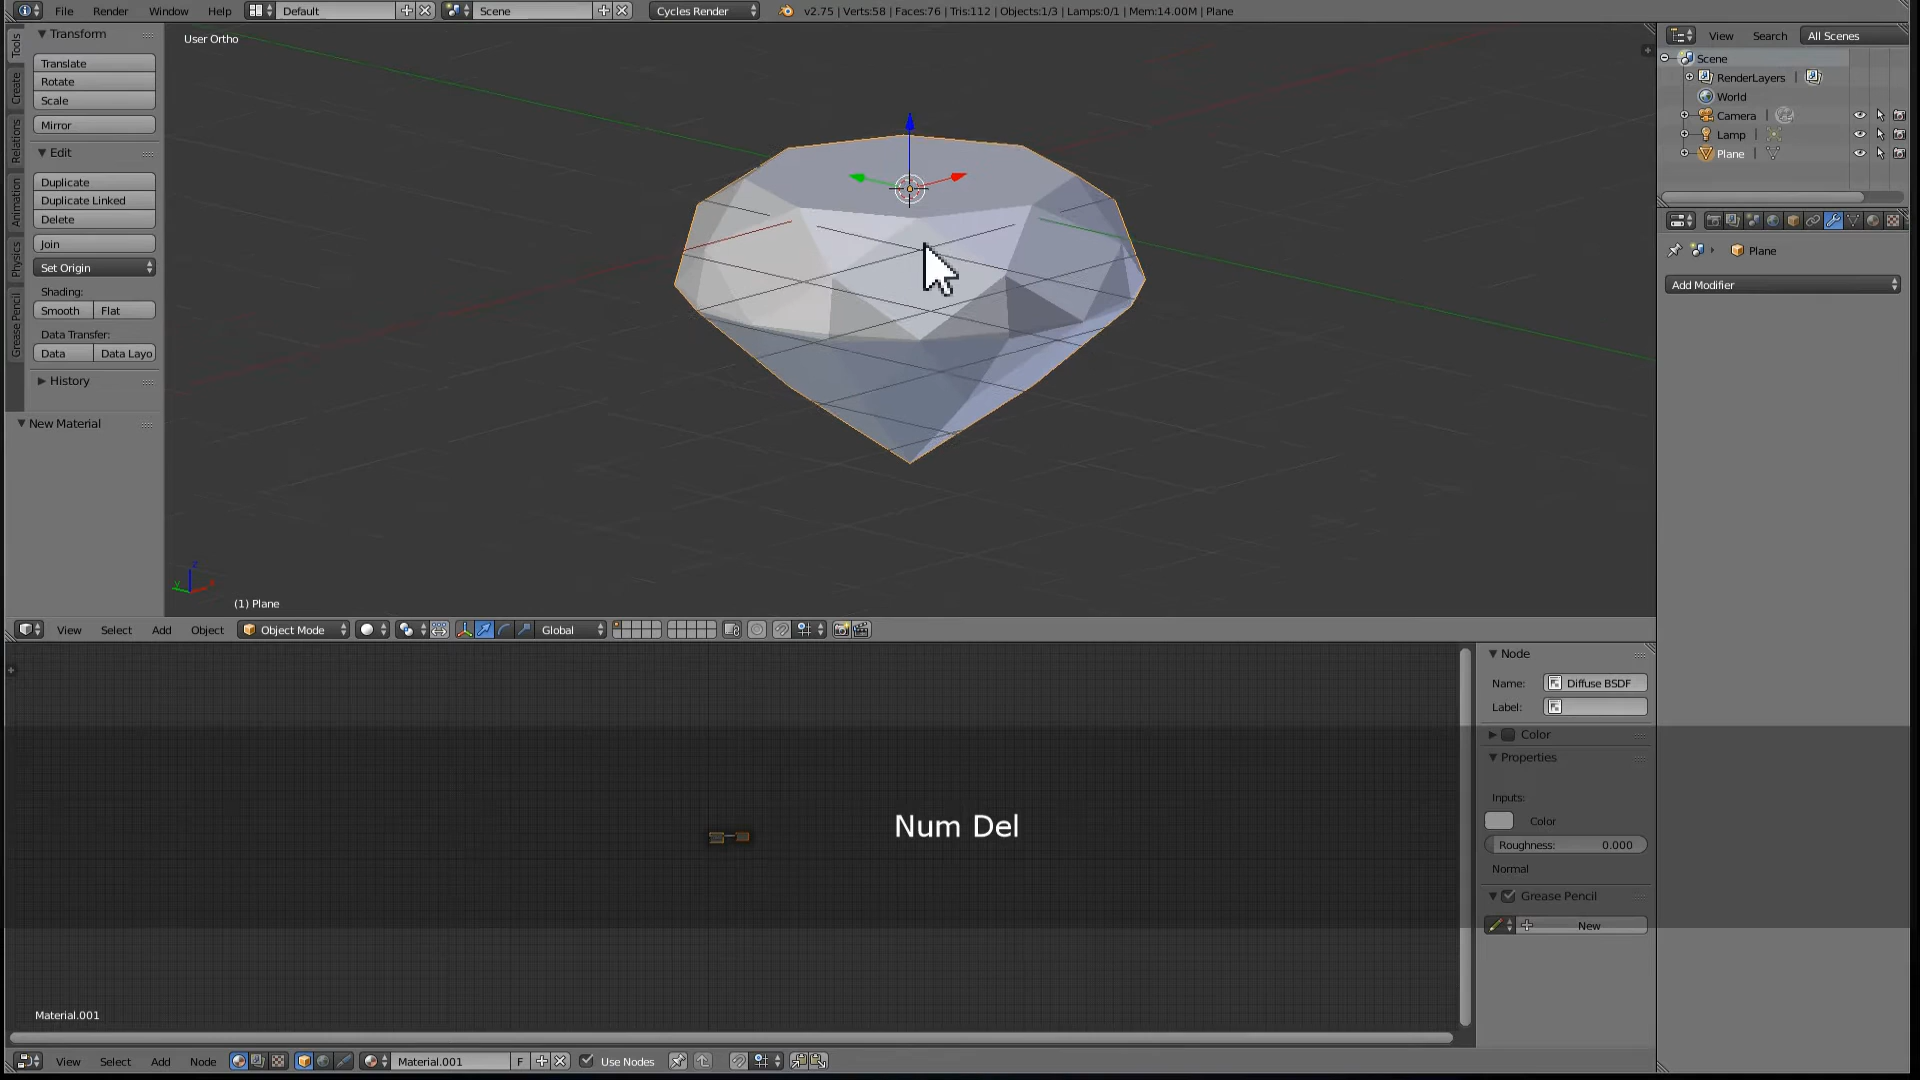 File Render Window Help Default Scene Cycles Render v2.75 | Verts:58 | Faces:76 | Tris:112 | Objects:1/3 | Lamps:0/1 | Mem:14.00M | Plane
Tools
Create
Relations
Animation
Physics
Grease Pencil
Transform
Translate
Rotate
Scale
Mirror
Edit
Duplicate
Duplicate Linked
Delete
Join
Set Origin
Shading:
Smooth Flat
Data Transfer:
Data Data Layo
History
New Material
User Ortho
z
y x
(1) Plane
View Search All Scenes
Scene
RenderLayers
World
Camera
Lamp
Plane
Plane
Add Modifier
View Select Add Object Object Mode Global
Num Del
Material.001
Node
Name: Diffuse BSDF
Label:
Color
Properties
Inputs:
Color
Roughness: 0.000
Normal
Grease Pencil
New
View Select Add Node Material.001 F Use Nodes